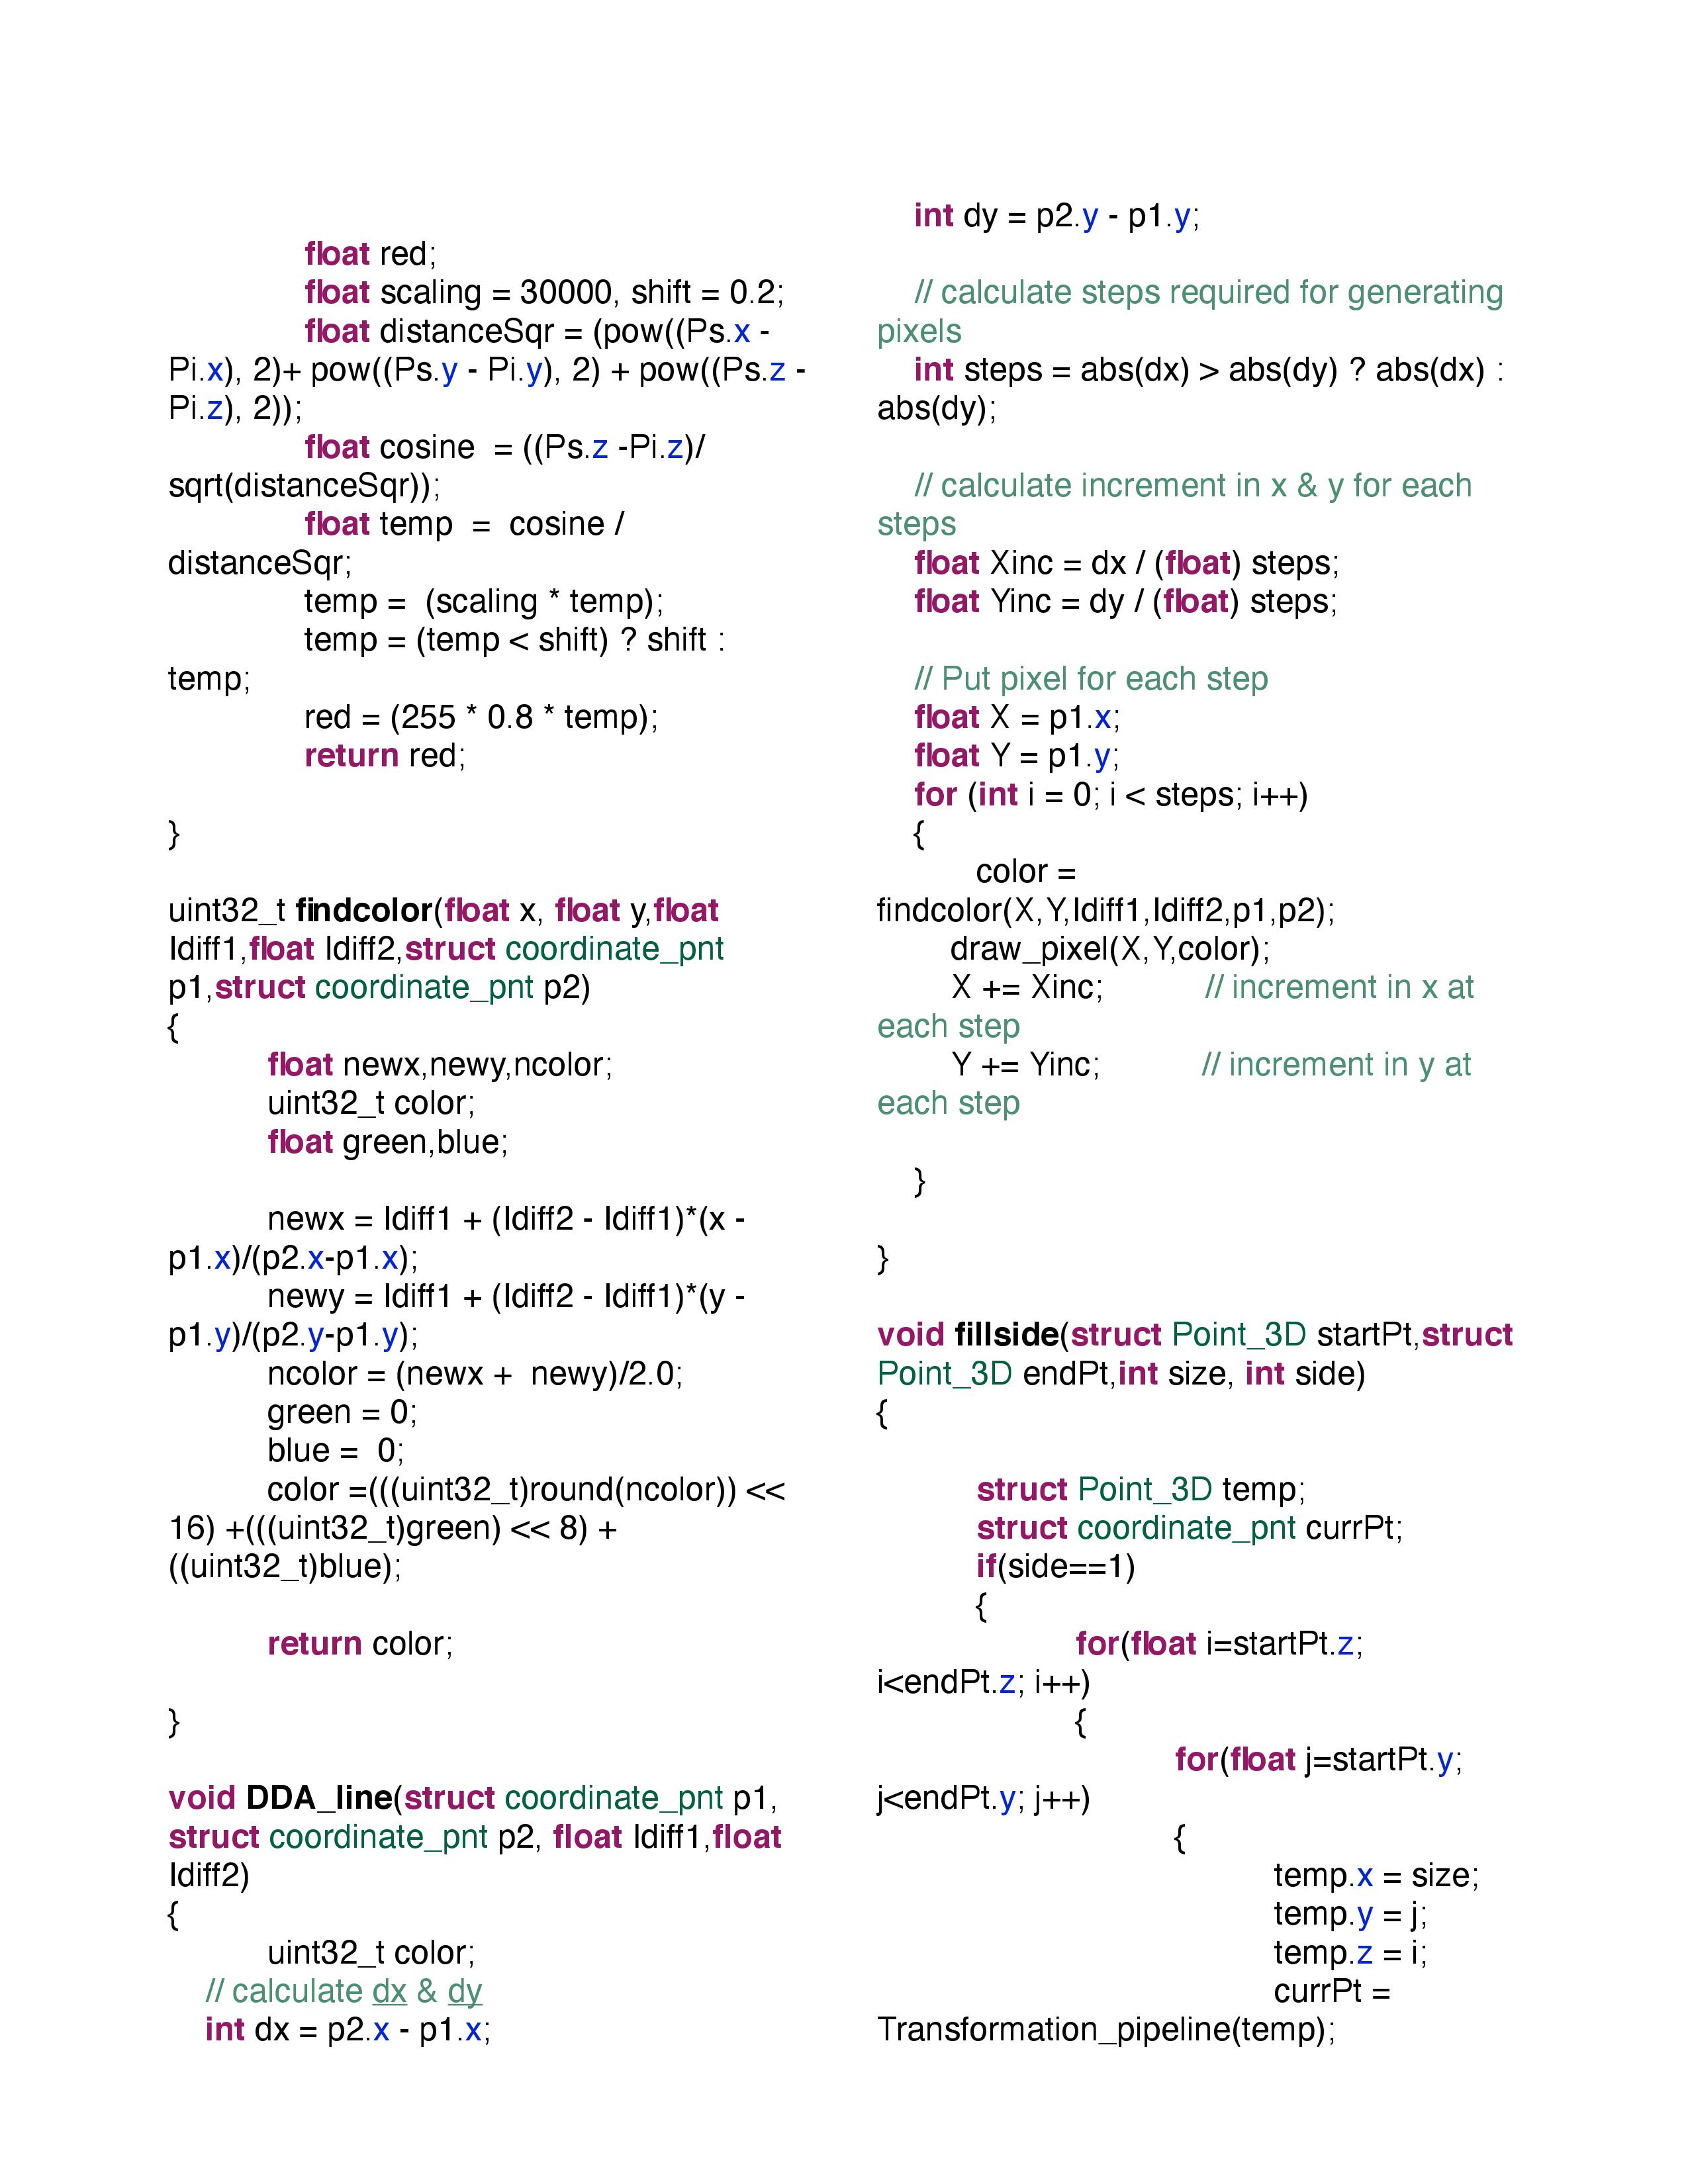 float red;
float scaling = 30000, shift = 0.2;
float distanceSqr = (pow((Ps.x -
Pi.x), 2)+ pow((Ps.y - Pi.y), 2) + pow((Ps.z -
Pi.z), 2));
float cosine  = ((Ps.z -Pi.z)/
sqrt(distanceSqr));
float temp  =  cosine /
distanceSqr;
temp =  (scaling * temp);
temp = (temp < shift) ? shift :
temp;
red = (255 * 0.8 * temp);
return red;
}
uint32_t findcolor(float x, float y,float
Idiff1,float Idiff2,struct coordinate_pnt
p1,struct coordinate_pnt p2)
{
float newx,newy,ncolor;
uint32_t color;
float green,blue;
newx = Idiff1 + (Idiff2 - Idiff1)*(x -
p1.x)/(p2.x-p1.x);
newy = Idiff1 + (Idiff2 - Idiff1)*(y -
p1.y)/(p2.y-p1.y);
ncolor = (newx +  newy)/2.0;
green = 0;
blue =  0;
color =(((uint32_t)round(ncolor)) <<
16) +(((uint32_t)green) << 8) +
((uint32_t)blue);
return color;
}
void DDA_line(struct coordinate_pnt p1,
struct coordinate_pnt p2, float Idiff1,float
Idiff2)
{
uint32_t color;
// calculate dx & dy
int dx = p2.x - p1.x;
int dy = p2.y - p1.y;
// calculate steps required for generating
pixels
int steps = abs(dx) > abs(dy) ? abs(dx) :
abs(dy);
// calculate increment in x & y for each
steps
float Xinc = dx / (float) steps;
float Yinc = dy / (float) steps;
// Put pixel for each step
float X = p1.x;
float Y = p1.y;
for (int i = 0; i < steps; i++)
{
color =
findcolor(X,Y,Idiff1,Idiff2,p1,p2);
draw_pixel(X,Y,color);
X += Xinc;           // increment in x at
each step
Y += Yinc;           // increment in y at
each step
}
}
void fillside(struct Point_3D startPt,struct
Point_3D endPt,int size, int side)
{
struct Point_3D temp;
struct coordinate_pnt currPt;
if(side==1)
{
for(float i=startPt.z;
i<endPt.z; i++)
{
for(float j=startPt.y;
j<endPt.y; j++)
{
temp.x = size;
temp.y = j;
temp.z = i;
currPt =
Transformation_pipeline(temp);